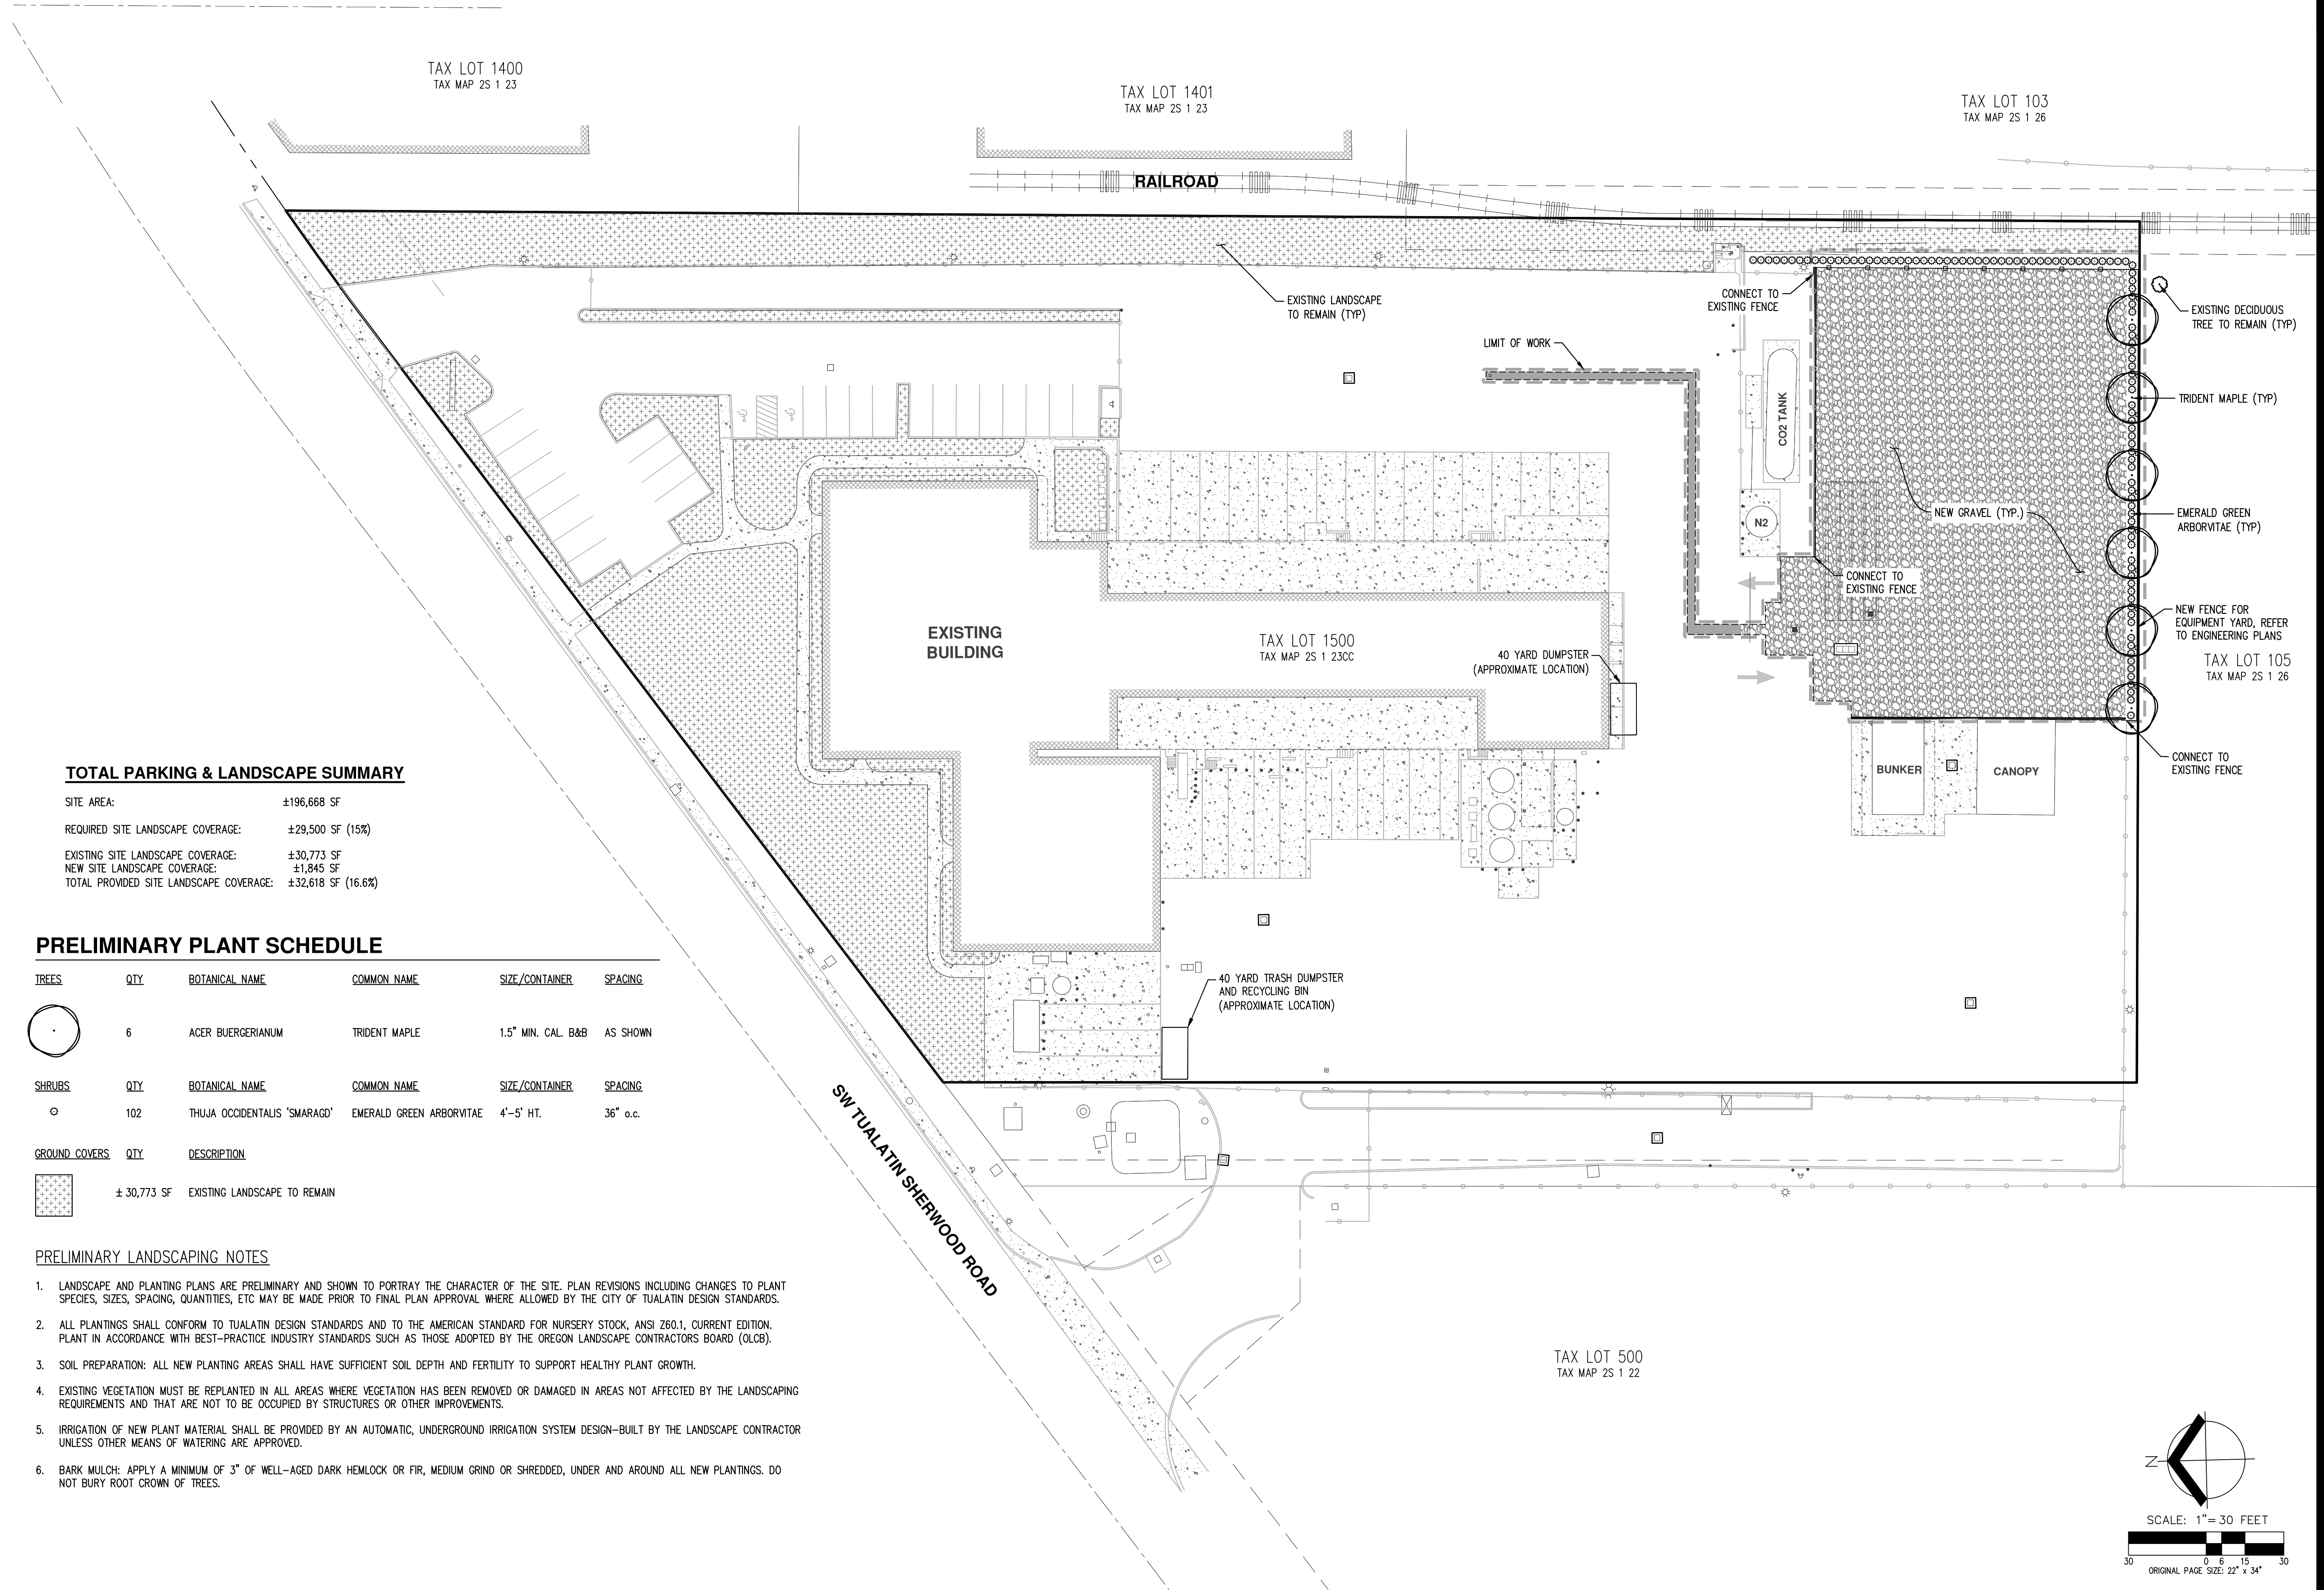 TAX LOT 1400
TAX MAP 2S 1 23
TAX LOT 1401
TAX MAP 2S 1 23
TAX LOT 103
TAX MAP 2S 1 26
RAILROAD
EXISTING LANDSCAPE
TO REMAIN (TYP)
CONNECT TO
EXISTING FENCE
EXISTING DECIDUOUS
TREE TO REMAIN (TYP)
LIMIT OF WORK
TRIDENT MAPLE (TYP)
CO2 TANK
N2
NEW GRAVEL (TYP.)
EMERALD GREEN
ARBORVITAE (TYP)
CONNECT TO
EXISTING FENCE
NEW FENCE FOR
EQUIPMENT YARD, REFER
TO ENGINEERING PLANS
EXISTING
BUILDING
TAX LOT 1500
TAX MAP 2S 1 23CC
40 YARD DUMPSTER
(APPROXIMATE LOCATION)
TAX LOT 105
TAX MAP 2S 1 26
CONNECT TO
EXISTING FENCE
BUNKER
CANOPY
TOTAL PARKING & LANDSCAPE SUMMARY
SITE AREA: ±196,668 SF
REQUIRED SITE LANDSCAPE COVERAGE: ±29,500 SF (15%)
EXISTING SITE LANDSCAPE COVERAGE: ±30,773 SF
NEW SITE LANDSCAPE COVERAGE: ±1,845 SF
TOTAL PROVIDED SITE LANDSCAPE COVERAGE: ±32,618 SF (16.6%)
PRELIMINARY PLANT SCHEDULE
TREES QTY BOTANICAL NAME COMMON NAME SIZE/CONTAINER SPACING
6 ACER BUERGERIANUM TRIDENT MAPLE 1.5" MIN. CAL. B&B AS SHOWN
SHRUBS QTY BOTANICAL NAME COMMON NAME SIZE/CONTAINER SPACING
102 THUJA OCCIDENTALIS 'SMARAGD' EMERALD GREEN ARBORVITAE 4'-5' HT. 36" o.c.
GROUND COVERS QTY DESCRIPTION
± 30,773 SF EXISTING LANDSCAPE TO REMAIN
40 YARD TRASH DUMPSTER
AND RECYCLING BIN
(APPROXIMATE LOCATION)
SW TUALATIN SHERWOOD ROAD
PRELIMINARY LANDSCAPING NOTES
1. LANDSCAPE AND PLANTING PLANS ARE PRELIMINARY AND SHOWN TO PORTRAY THE CHARACTER OF THE SITE. PLAN REVISIONS INCLUDING CHANGES TO PLANT
SPECIES, SIZES, SPACING, QUANTITIES, ETC MAY BE MADE PRIOR TO FINAL PLAN APPROVAL WHERE ALLOWED BY THE CITY OF TUALATIN DESIGN STANDARDS.
2. ALL PLANTINGS SHALL CONFORM TO TUALATIN DESIGN STANDARDS AND TO THE AMERICAN STANDARD FOR NURSERY STOCK, ANSI Z60.1, CURRENT EDITION.
PLANT IN ACCORDANCE WITH BEST-PRACTICE INDUSTRY STANDARDS SUCH AS THOSE ADOPTED BY THE OREGON LANDSCAPE CONTRACTORS BOARD (OLCB).
3. SOIL PREPARATION: ALL NEW PLANTING AREAS SHALL HAVE SUFFICIENT SOIL DEPTH AND FERTILITY TO SUPPORT HEALTHY PLANT GROWTH.
4. EXISTING VEGETATION MUST BE REPLANTED IN ALL AREAS WHERE VEGETATION HAS BEEN REMOVED OR DAMAGED IN AREAS NOT AFFECTED BY THE LANDSCAPING
REQUIREMENTS AND THAT ARE NOT TO BE OCCUPIED BY STRUCTURES OR OTHER IMPROVEMENTS.
5. IRRIGATION OF NEW PLANT MATERIAL SHALL BE PROVIDED BY AN AUTOMATIC, UNDERGROUND IRRIGATION SYSTEM DESIGN-BUILT BY THE LANDSCAPE CONTRACTOR
UNLESS OTHER MEANS OF WATERING ARE APPROVED.
6. BARK MULCH: APPLY A MINIMUM OF 3" OF WELL-AGED DARK HEMLOCK OR FIR, MEDIUM GRIND OR SHREDDED, UNDER AND AROUND ALL NEW PLANTINGS. DO
NOT BURY ROOT CROWN OF TREES.
TAX LOT 500
TAX MAP 2S 1 22
N
SCALE: 1"= 30 FEET
30 0 6 15 30
ORIGINAL PAGE SIZE: 22" x 34"